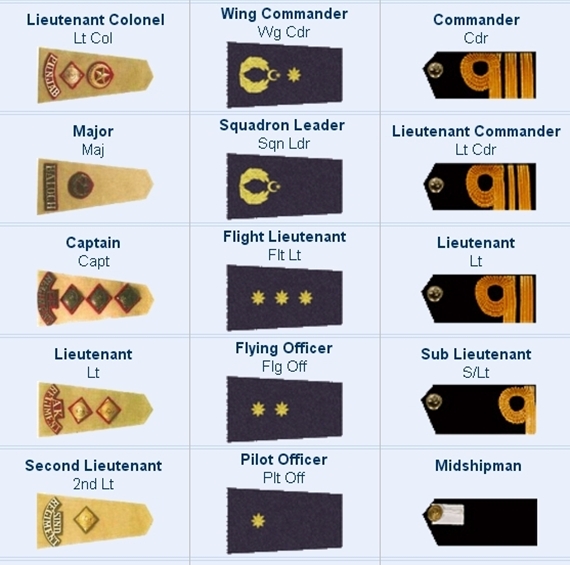 Lieutenant Colonel
Lt Col
Wing Commander
Wg Cdr
Commander
Cdr
PUNJAB
Major
Maj
Squadron Leader
Sqn Ldr
Lieutenant Commander
Lt Cdr
BALOCH
Captain
Capt
Flight Lieutenant
Flt Lt
Lieutenant
Lt
Lieutenant
Lt
Flying Officer
Flg Off
Sub Lieutenant
S/Lt
Second Lieutenant
2nd Lt
Pilot Officer
Plt Off
Midshipman